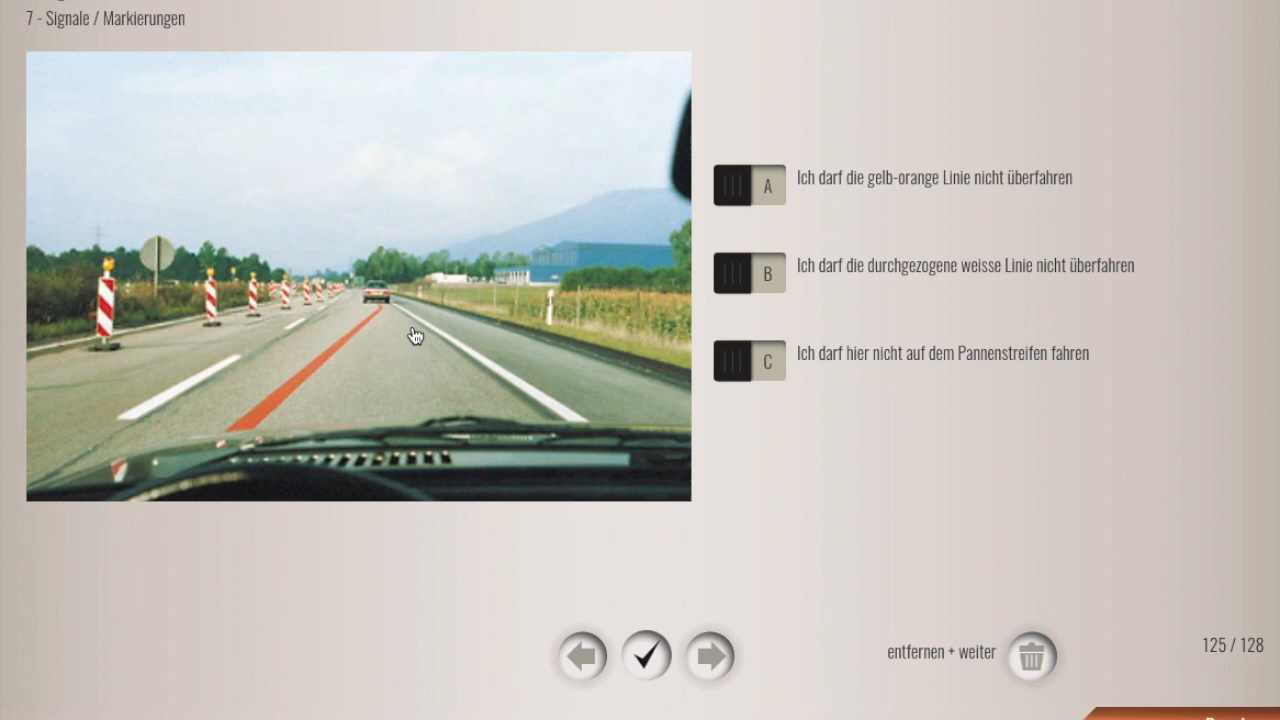 7 - Signale / Markierungen
A Ich darf die gelb-orange Linie nicht überfahren
B Ich darf die durchgezogene weisse Linie nicht überfahren
C Ich darf hier nicht auf dem Pannenstreifen fahren
entfernen + weiter
125 / 128